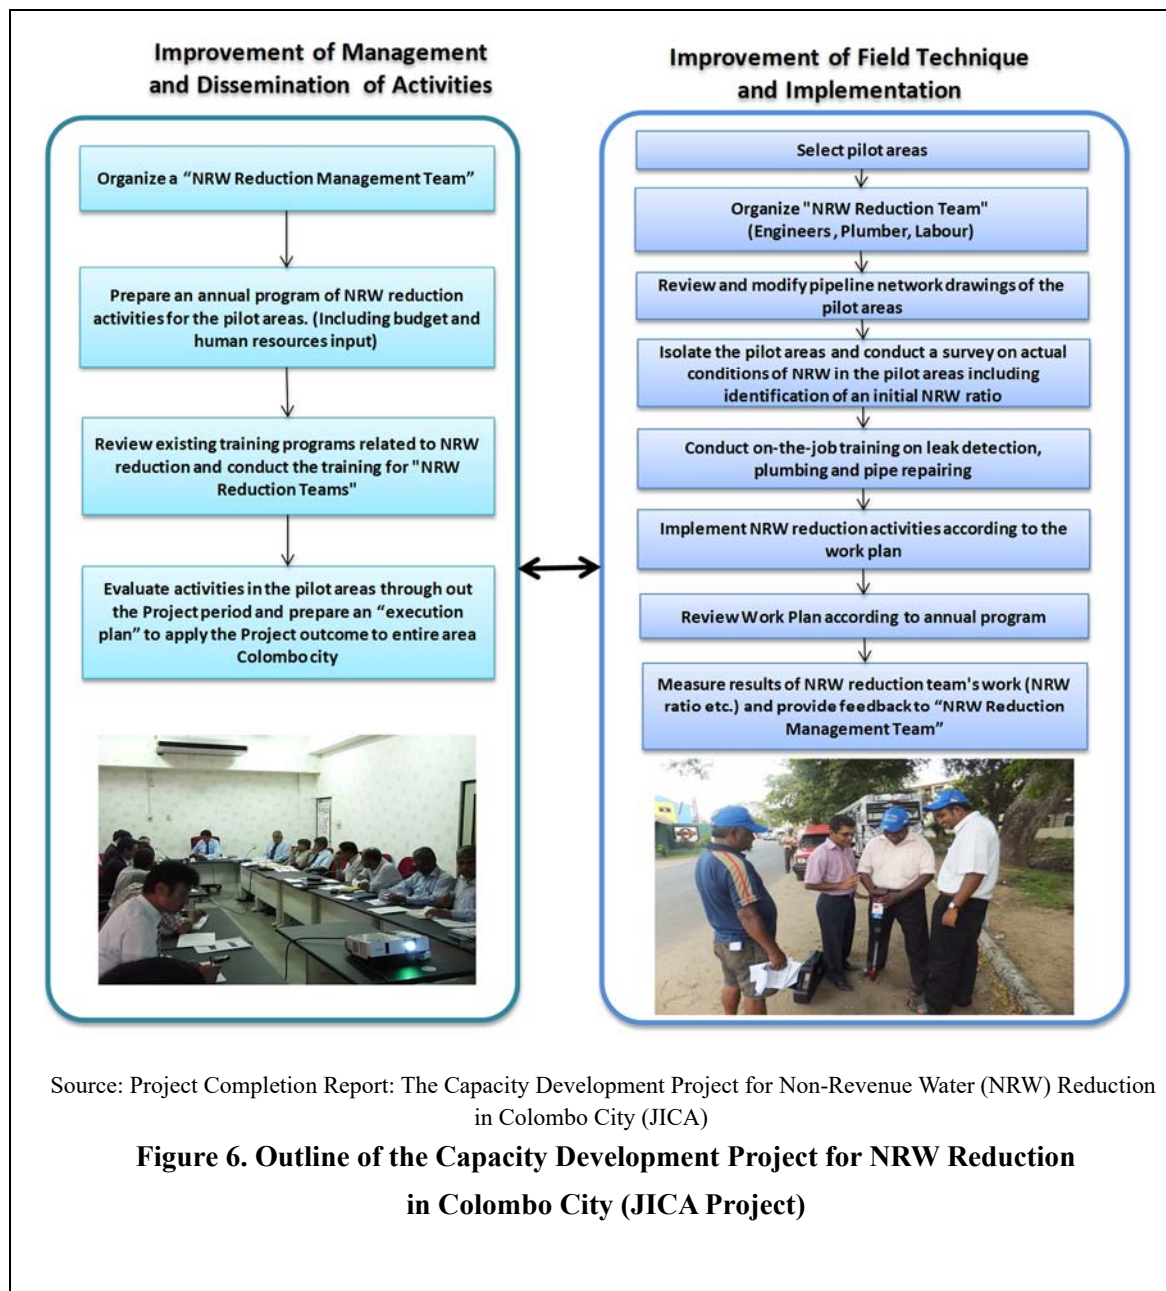 Improvement of Management
and Dissemination of Activities
Organize a “NRW Reduction Management Team”
Prepare an annual program of NRW reduction
activities for the pilot areas. (Including budget and
human resources input)
Review existing training programs related to NRW
reduction and conduct the training for "NRW
Reduction Teams"
Evaluate activities in the pilot areas through out
the Project period and prepare an “execution
plan” to apply the Project outcome to entire area
Colombo city
Improvement of Field Technique
and Implementation
Select pilot areas
Organize "NRW Reduction Team"
(Engineers , Plumber, Labour)
Review and modify pipeline network drawings of the
pilot areas
Isolate the pilot areas and conduct a survey on actual
conditions of NRW in the pilot areas including
identification of an initial NRW ratio
Conduct on-the-job training on leak detection,
plumbing and pipe repairing
Implement NRW reduction activities according to the
work plan
Review Work Plan according to annual program
Measure results of NRW reduction team's work (NRW
ratio etc.) and provide feedback to “NRW Reduction
Management Team”
Source: Project Completion Report: The Capacity Development Project for Non-Revenue Water (NRW) Reduction
in Colombo City (JICA)
Figure 6. Outline of the Capacity Development Project for NRW Reduction
in Colombo City (JICA Project)